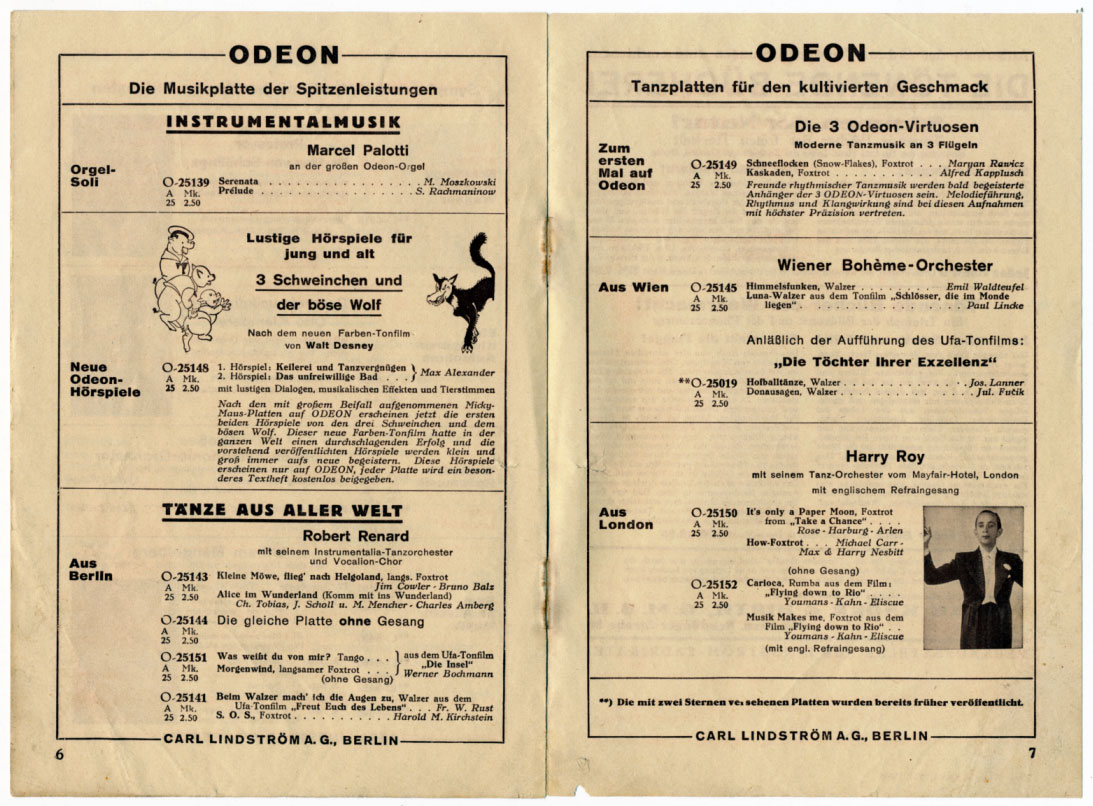 ODEON
Die Musikplatte der Spitzenleistungen
INSTRUMENTALMUSIK
Marcel Palotti
an der großen Odeon-Orgel
Orgel-
Soli
O-25139 Serenata . . . . . . . . . . . . . . . . . . M. Moszkowski
A Mk. Prélude . . . . . . . . . . . . . . . . . . S. Rachmaninow
25 2.50
Lustige Hörspiele für
jung und alt
3 Schweinchen und
der böse Wolf
Nach dem neuen Farben-Tonfilm
von Walt Desney
Neue
Odeon-
Hörspiele
O-25148 1. Hörspiel: Keilerei und Tanzvergnügen } Max Alexander
A Mk. 2. Hörspiel: Das unfreiwillige Bad . . .
25 2.50 mit lustigen Dialogen, musikalischen Effekten und Tierstimmen
Nach den mit großem Beifall aufgenommenen Micky-
Maus-Platten auf ODEON erscheinen jetzt die ersten
beiden Hörspiele von den drei Schweinchen und dem
bösen Wolf. Dieser neue Farben-Tonfilm hatte in der
ganzen Welt einen durchschlagenden Erfolg und die
vorstehend veröffentlichten Hörspiele werden klein und
groß immer aufs neue begeistern. Diese Hörspiele
erscheinen nur auf ODEON, jeder Platte wird ein beson-
deres Textheft kostenlos beigegeben.
TÄNZE AUS ALLER WELT
Robert Renard
mit seinem Instrumentalia-Tanzorchester
und Vocalion-Chor
Aus
Berlin
O-25143 Kleine Möwe, flieg' nach Helgoland, langs. Foxtrot
A Mk. Jim Cowler - Bruno Balz
25 2.50 Alice im Wunderland (Komm mit ins Wunderland)
Ch. Tobias, J. Scholl u. M. Mencher - Charles Amberg
O-25144 Die gleiche Platte ohne Gesang
A Mk.
25 2.50
O-25151 Was weißt du von mir? Tango . . . } aus dem Ufa-Tonfilm
A Mk. Morgenwind, langsamer Foxtrot . . . „Die Insel“
25 2.50 (ohne Gesang) Werner Bochmann
O-25141 Beim Walzer mach' ich die Augen zu, Walzer aus dem
A Mk. Ufa-Tonfilm „Freut Euch des Lebens“ . . . Fr. W. Rust
25 2.50 S. O. S., Foxtrot . . . . . . . . . . . Harold M. Kirchstein
CARL LINDSTRÖM A. G., BERLIN
6
ODEON
Tanzplatten für den kultivierten Geschmack
Die 3 Odeon-Virtuosen
Moderne Tanzmusik an 3 Flügeln
Zum
ersten
Mal auf
Odeon
O-25149 Schneeflocken (Snow-Flakes), Foxtrot . . . Maryan Rawicz
A Mk. Kaskaden, Foxtrot . . . . . . . . . . . Alfred Kapplusch
25 2.50 Freunde rhythmischer Tanzmusik werden bald begeisterte
Anhänger der 3 ODEON-Virtuosen sein. Melodieführung,
Rhythmus und Klangwirkung sind bei diesen Aufnahmen
mit höchster Präzision vertreten.
Wiener Bohème-Orchester
Aus Wien
O-25145 Himmelsfunken, Walzer . . . . . . . . . Emil Waldteufel
A Mk. Luna-Walzer aus dem Tonfilm „Schlösser, die im Monde
25 2.50 liegen“ . . . . . . . . . . . . . . . . . Paul Lincke
Anläßlich der Aufführung des Ufa-Tonfilms:
„Die Töchter Ihrer Exzellenz“
**O-25019 Hofballtänze, Walzer . . . . . . . . . . . . . Jos. Lanner
A Mk. Donausagen, Walzer . . . . . . . . . . . . . Jul. Fučik
25 2.50
Harry Roy
mit seinem Tanz-Orchester vom Mayfair-Hotel, London
mit englischem Refraingesang
Aus
London
O-25150 It's only a Paper Moon, Foxtrot
A Mk. from „Take a Chance“ . . . .
25 2.50 Rose - Harburg - Arlen
How-Foxtrot . . . Michael Carr -
Max & Harry Nesbitt
(ohne Gesang)
O-25152 Carioca, Rumba aus dem Film:
A Mk. „Flying down to Rio“ . . . .
25 2.50 Youmans - Kahn - Eliscue
Musik Makes me, Foxtrot aus dem
Film „Flying down to Rio“ . .
Youmans - Kahn - Eliscue
(mit engl. Refraingesang)
**) Die mit zwei Sternen versehenen Platten wurden bereits früher veröffentlicht.
CARL LINDSTRÖM A. G., BERLIN
7